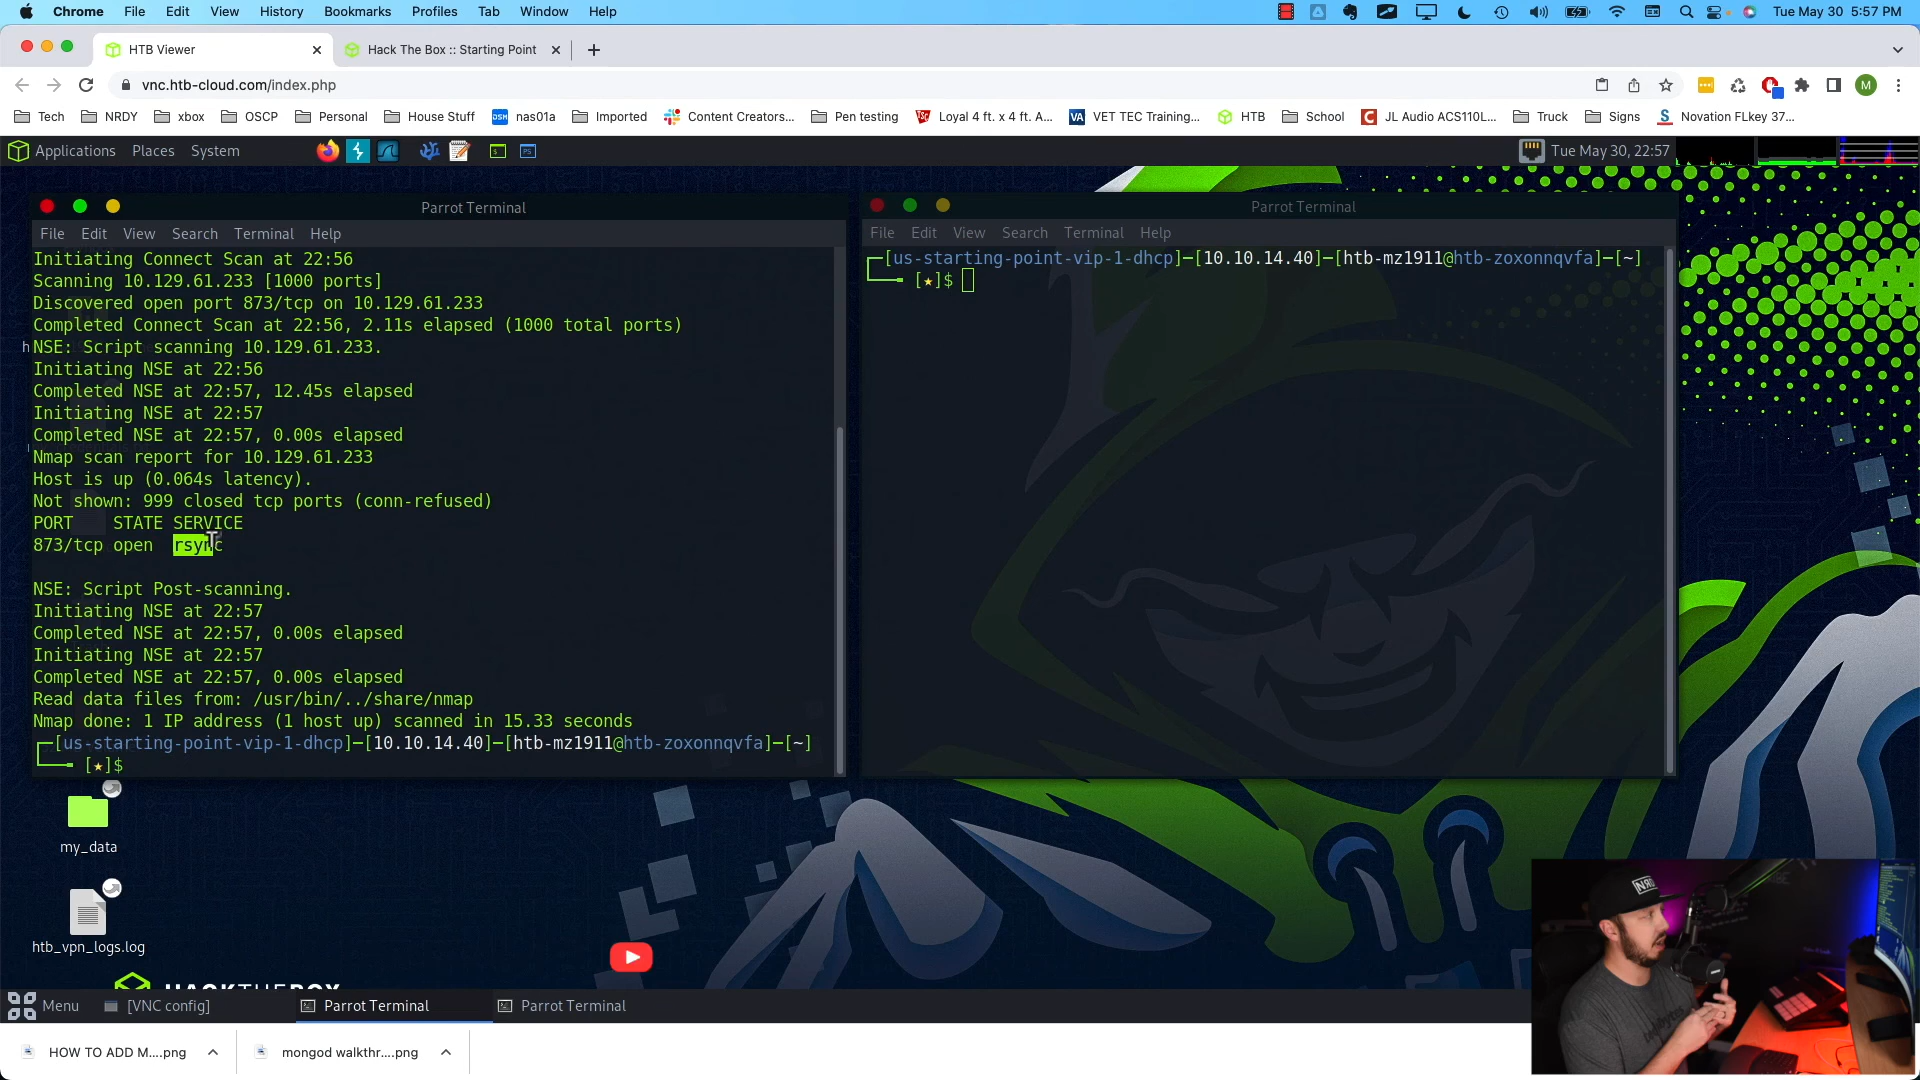 Chrome File Edit View History Bookmarks Profiles Tab Window Help Tue May 30 5:57 PM
HTB Viewer Hack The Box :: Starting Point
vnc.htb-cloud.com/index.php M
Tech NRDY xbox OSCP Personal House Stuff DSM nas01a Imported Content Creators... Pen testing Loyal 4 ft. x 4 ft. A... VA VET TEC Training... HTB School JL Audio ACS110L... Truck Signs Novation FLkey 37...
Applications Places System Tue May 30, 22:57
Parrot Terminal
File Edit View Search Terminal Help
Initiating Connect Scan at 22:56
Scanning 10.129.61.233 [1000 ports]
Discovered open port 873/tcp on 10.129.61.233
Completed Connect Scan at 22:56, 2.11s elapsed (1000 total ports)
NSE: Script scanning 10.129.61.233.
Initiating NSE at 22:56
Completed NSE at 22:57, 12.45s elapsed
Initiating NSE at 22:57
Completed NSE at 22:57, 0.00s elapsed
Nmap scan report for 10.129.61.233
Host is up (0.064s latency).
Not shown: 999 closed tcp ports (conn-refused)
PORT STATE SERVICE
873/tcp open rsync
NSE: Script Post-scanning.
Initiating NSE at 22:57
Completed NSE at 22:57, 0.00s elapsed
Initiating NSE at 22:57
Completed NSE at 22:57, 0.00s elapsed
Read data files from: /usr/bin/../share/nmap
Nmap done: 1 IP address (1 host up) scanned in 15.33 seconds
[us-starting-point-vip-1-dhcp]-[10.10.14.40]-[htb-mz1911@htb-zoxonnqvfa]-[~]
[★]$
Parrot Terminal
File Edit View Search Terminal Help
[us-starting-point-vip-1-dhcp]-[10.10.14.40]-[htb-mz1911@htb-zoxonnqvfa]-[~]
[★]$
my_data
htb_vpn_logs.log
HACKTHEBOX
Menu [VNC config] Parrot Terminal Parrot Terminal
HOW TO ADD M....png mongod walkthr....png